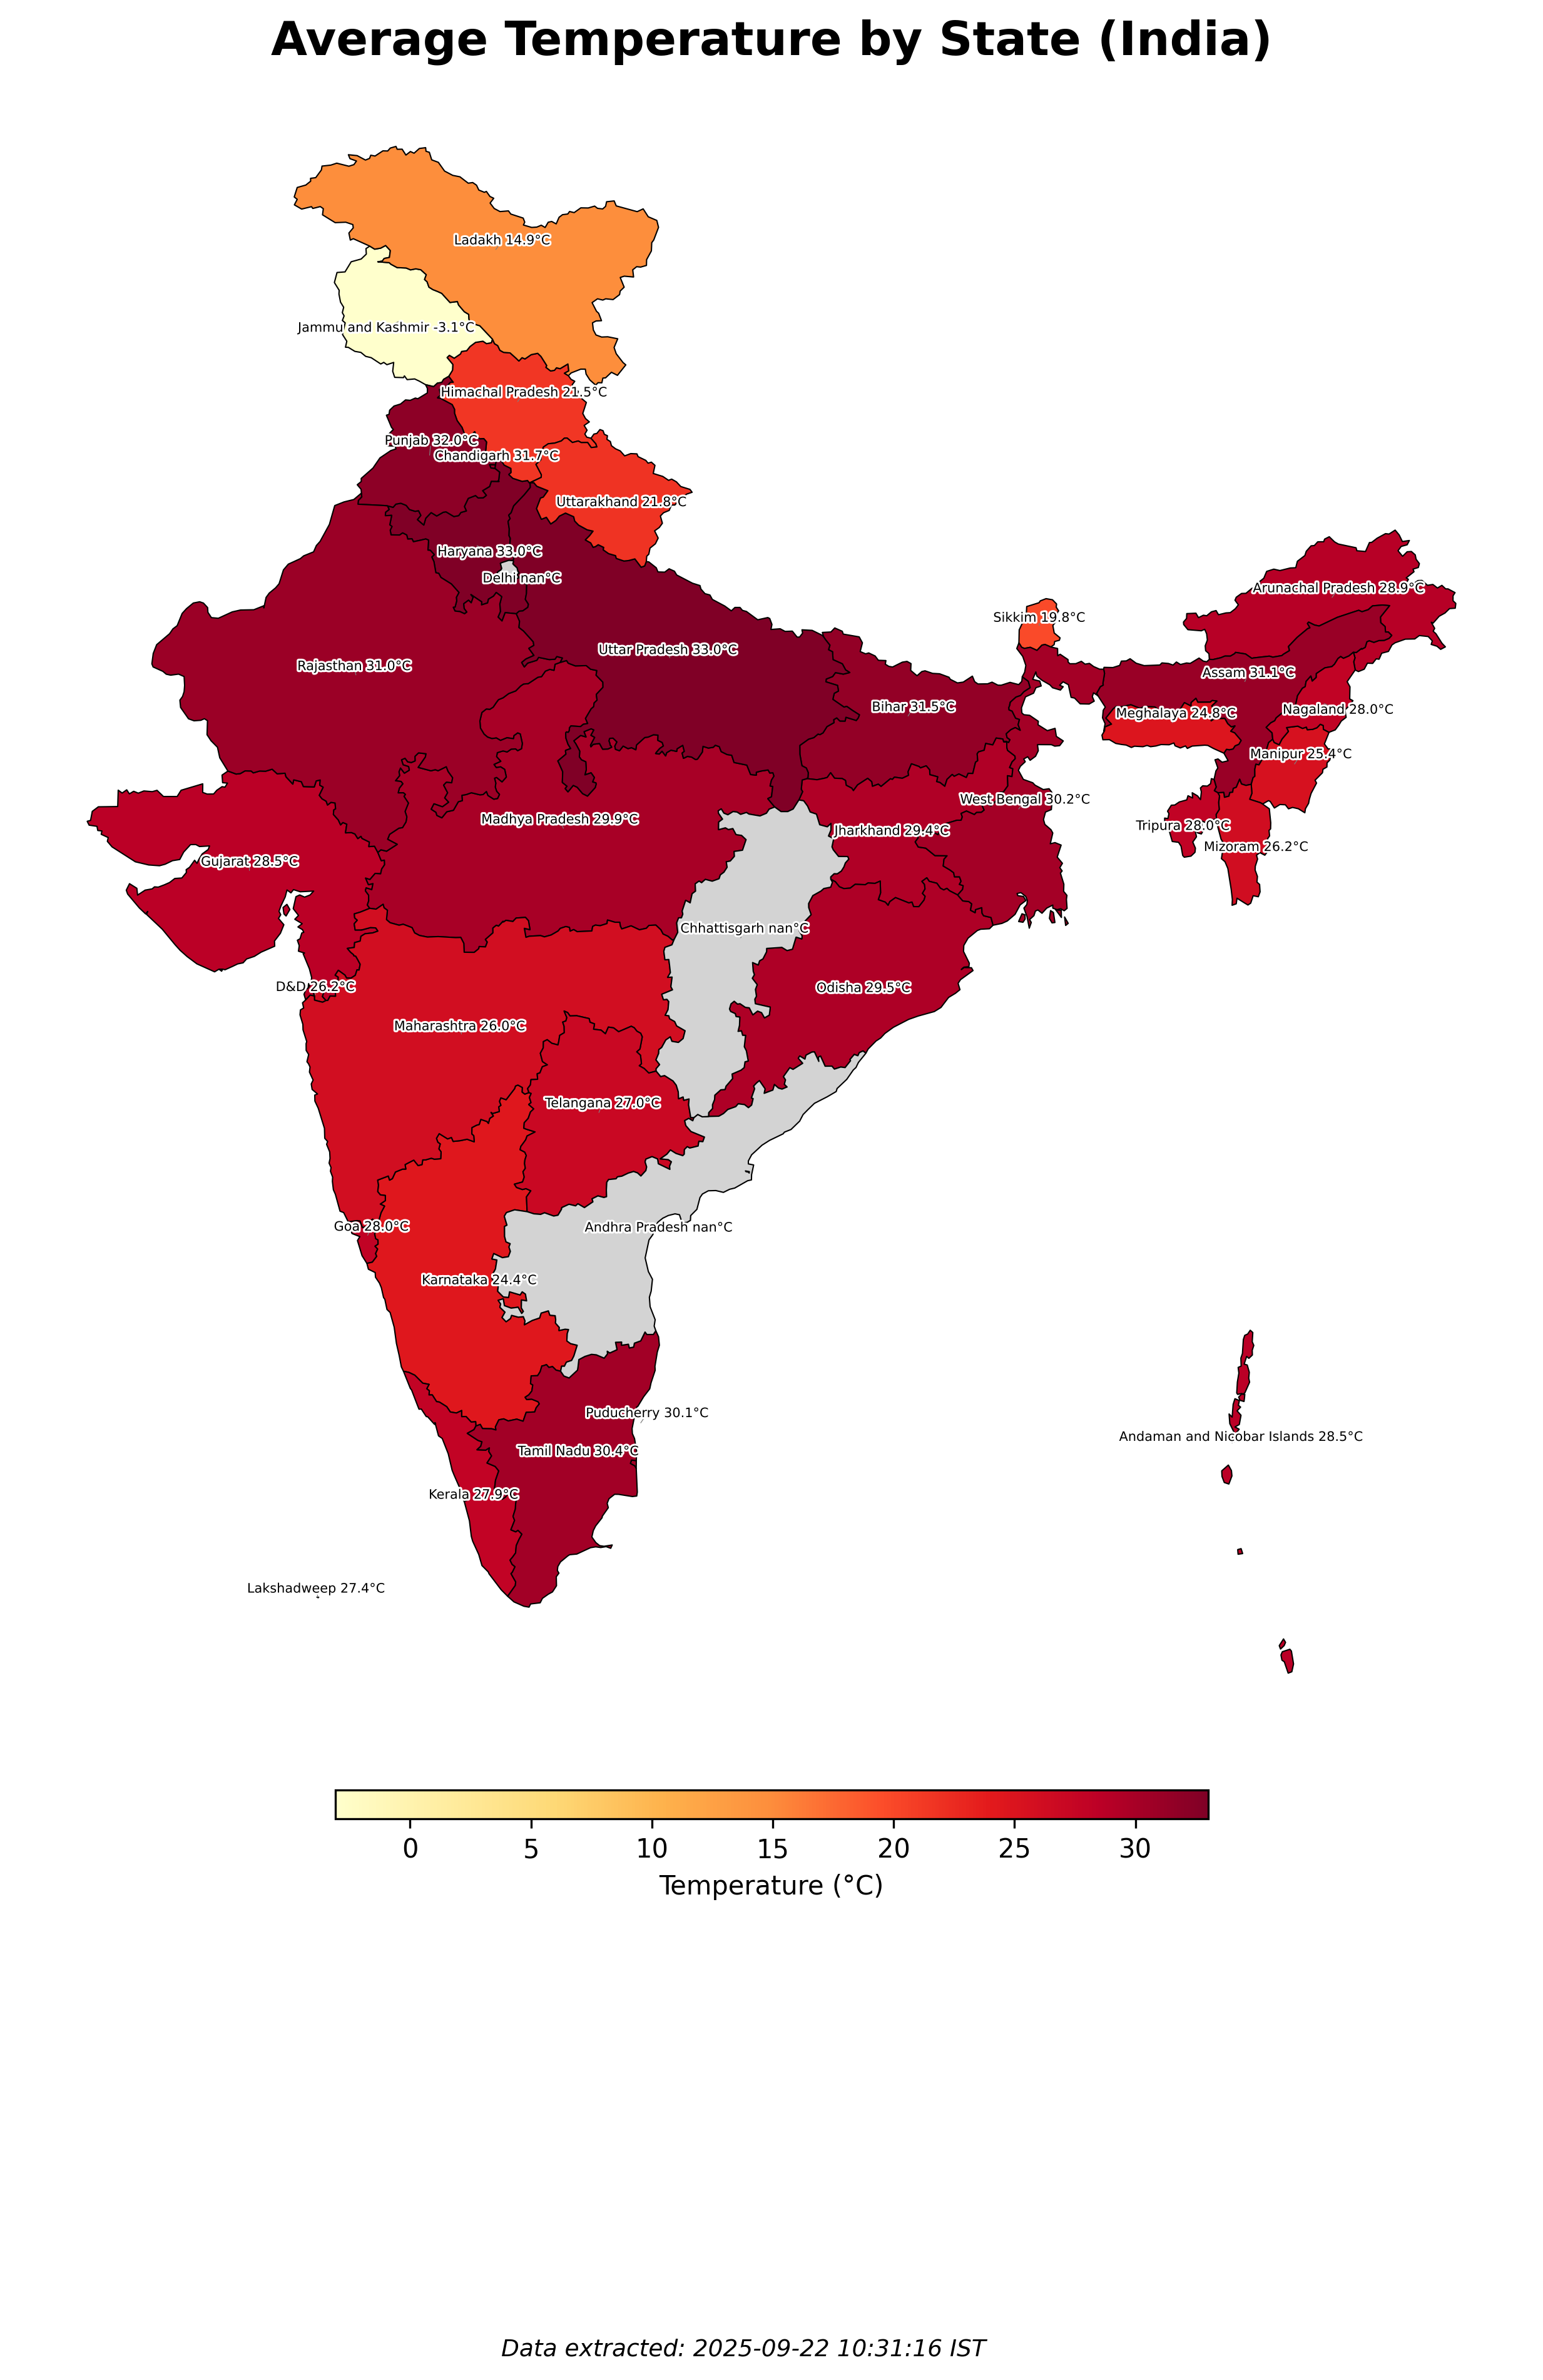 Average Temperature by State (India)
Ladakh 14.9°C
Jammu and Kashmir -3.1°C
Himachal Pradesh 21.5°C
Punjab 32.0°C
Chandigarh 31.7°C
Uttarakhand 21.8°C
Haryana 33.0°C
Delhi nan°C
Arunachal Pradesh 28.9°C
Sikkim 19.8°C
Uttar Pradesh 33.0°C
Rajasthan 31.0°C
Assam 31.1°C
Bihar 31.5°C
Meghalaya 24.8°C
Nagaland 28.0°C
Manipur 25.4°C
West Bengal 30.2°C
Madhya Pradesh 29.9°C
Jharkhand 29.4°C
Tripura 28.0°C
Mizoram 26.2°C
Gujarat 28.5°C
Chhattisgarh nan°C
D&D 26.2°C
Odisha 29.5°C
Maharashtra 26.0°C
Telangana 27.0°C
Goa 28.0°C
Andhra Pradesh nan°C
Karnataka 24.4°C
Puducherry 30.1°C
Andaman and Nicobar Islands 28.5°C
Tamil Nadu 30.4°C
Kerala 27.9°C
Lakshadweep 27.4°C
0 5 10 15 20 25 30
Temperature (°C)
Data extracted: 2025-09-22 10:31:16 IST